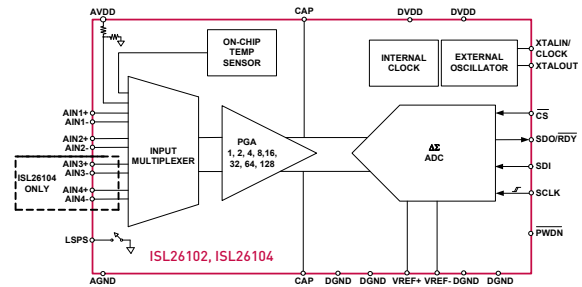 AVDD
CAP
DVDD
DVDD
ON-CHIP
TEMP
SENSOR
INTERNAL
CLOCK
EXTERNAL
OSCILLATOR
XTALIN/
CLOCK
XTALOUT
AIN1+
AIN1-
AIN2+
AIN2-
ISL26104
ONLY
AIN3+
AIN3-
AIN4+
AIN4-
INPUT
MULTIPLEXER
PGA
1, 2, 4, 8,16,
32, 64, 128
ΔΣ
ADC
CS
SDO/RDY
SDI
SCLK
PWDN
LSPS
ISL26102, ISL26104
AGND
CAP
DGND
DGND
VREF+
VREF-
DGND
DGND